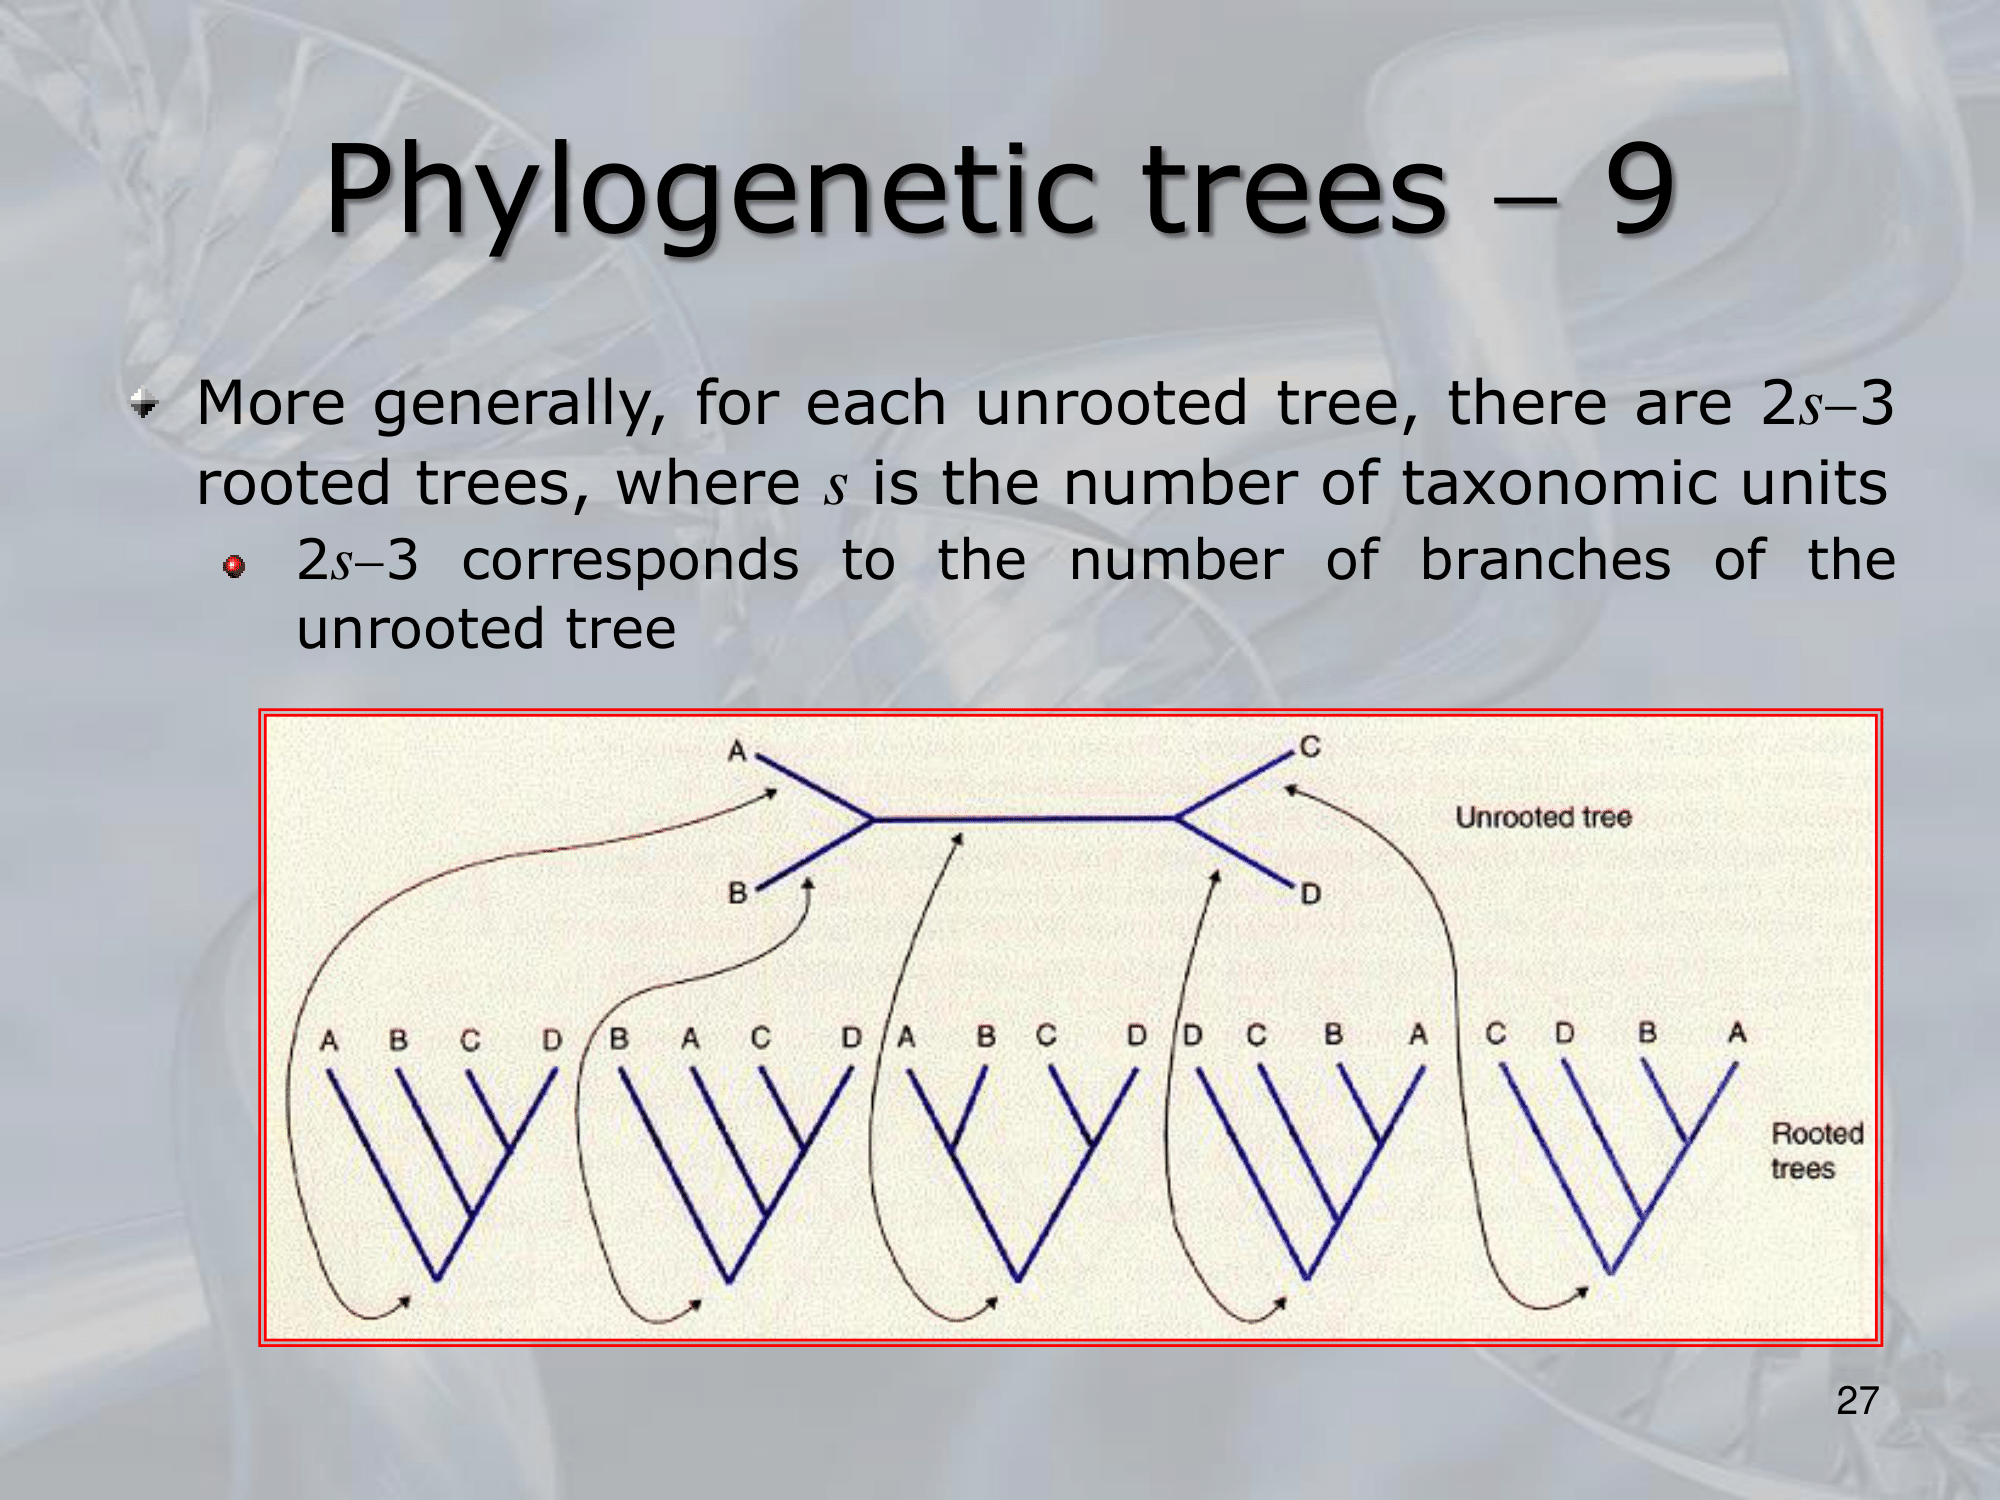 Phylogenetic trees – 9
More generally, for each unrooted tree, there are 2s–3
rooted trees, where s is the number of taxonomic units
2s–3 corresponds to the number of branches of the
unrooted tree
A C
Unrooted tree
B D
A B C D B A C D A B C D D C B A C D B A
Rooted
trees
27